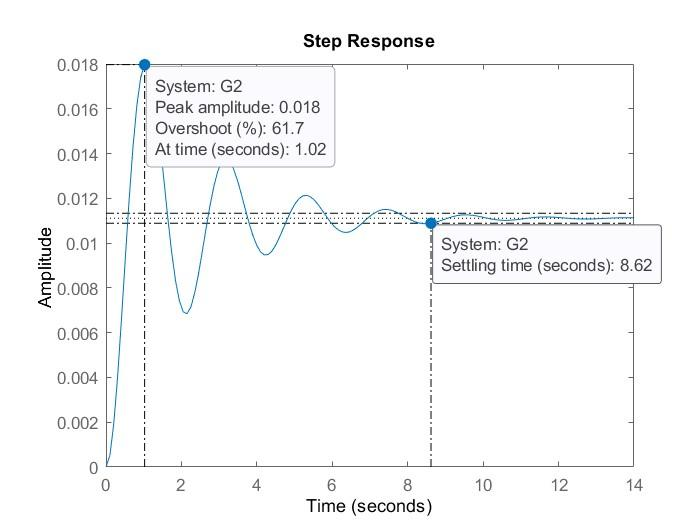 Step Response
0.018
0.016
0.014
0.012
0.01
0.008
0.006
0.004
0.002
0
Amplitude
System: G2
Peak amplitude: 0.018
Overshoot (%): 61.7
At time (seconds): 1.02
System: G2
Settling time (seconds): 8.62
0 2 4 6 8 10 12 14
Time (seconds)